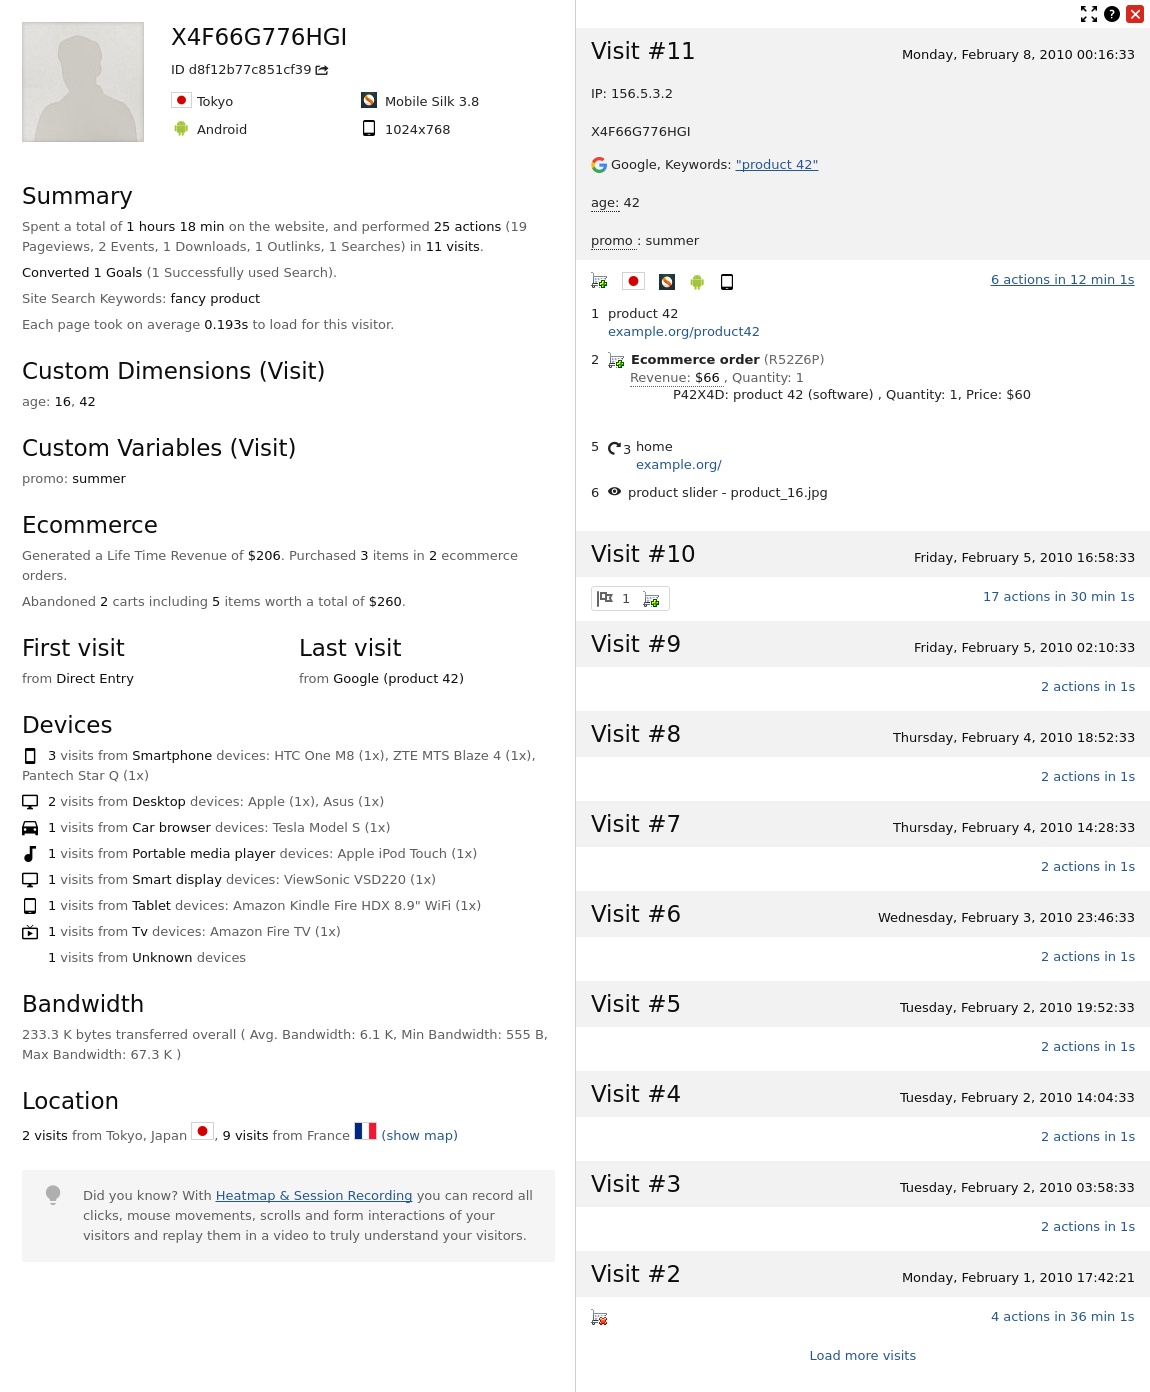 X4F66G776HGI
ID d8f12b77c851cf39
Tokyo
Mobile Silk 3.8
Android
1024x768
Summary
Spent a total of 1 hours 18 min on the website, and performed 25 actions (19
Pageviews, 2 Events, 1 Downloads, 1 Outlinks, 1 Searches) in 11 visits.
Converted 1 Goals (1 Successfully used Search).
Site Search Keywords: fancy product
Each page took on average 0.193s to load for this visitor.
Custom Dimensions (Visit)
age: 16, 42
Custom Variables (Visit)
promo: summer
Ecommerce
Generated a Life Time Revenue of $206. Purchased 3 items in 2 ecommerce
orders.
Abandoned 2 carts including 5 items worth a total of $260.
First visit
from Direct Entry
Last visit
from Google (product 42)
Devices
3 visits from Smartphone devices: HTC One M8 (1x), ZTE MTS Blaze 4 (1x),
Pantech Star Q (1x)
2 visits from Desktop devices: Apple (1x), Asus (1x)
1 visits from Car browser devices: Tesla Model S (1x)
1 visits from Portable media player devices: Apple iPod Touch (1x)
1 visits from Smart display devices: ViewSonic VSD220 (1x)
1 visits from Tablet devices: Amazon Kindle Fire HDX 8.9" WiFi (1x)
1 visits from Tv devices: Amazon Fire TV (1x)
1 visits from Unknown devices
Bandwidth
233.3 K bytes transferred overall ( Avg. Bandwidth: 6.1 K, Min Bandwidth: 555 B,
Max Bandwidth: 67.3 K )
Location
2 visits from Tokyo, Japan , 9 visits from France (show map)
Did you know? With Heatmap & Session Recording you can record all
clicks, mouse movements, scrolls and form interactions of your
visitors and replay them in a video to truly understand your visitors.
Visit #11
Monday, February 8, 2010 00:16:33
IP: 156.5.3.2
X4F66G776HGI
Google, Keywords: "product 42"
age: 42
promo : summer
6 actions in 12 min 1s
1 product 42
example.org/product42
2 Ecommerce order (R52Z6P)
Revenue: $66 , Quantity: 1
P42X4D: product 42 (software) , Quantity: 1, Price: $60
5 3 home
example.org/
6 product slider - product_16.jpg
Visit #10
Friday, February 5, 2010 16:58:33
1
17 actions in 30 min 1s
Visit #9
Friday, February 5, 2010 02:10:33
2 actions in 1s
Visit #8
Thursday, February 4, 2010 18:52:33
2 actions in 1s
Visit #7
Thursday, February 4, 2010 14:28:33
2 actions in 1s
Visit #6
Wednesday, February 3, 2010 23:46:33
2 actions in 1s
Visit #5
Tuesday, February 2, 2010 19:52:33
2 actions in 1s
Visit #4
Tuesday, February 2, 2010 14:04:33
2 actions in 1s
Visit #3
Tuesday, February 2, 2010 03:58:33
2 actions in 1s
Visit #2
Monday, February 1, 2010 17:42:21
4 actions in 36 min 1s
Load more visits